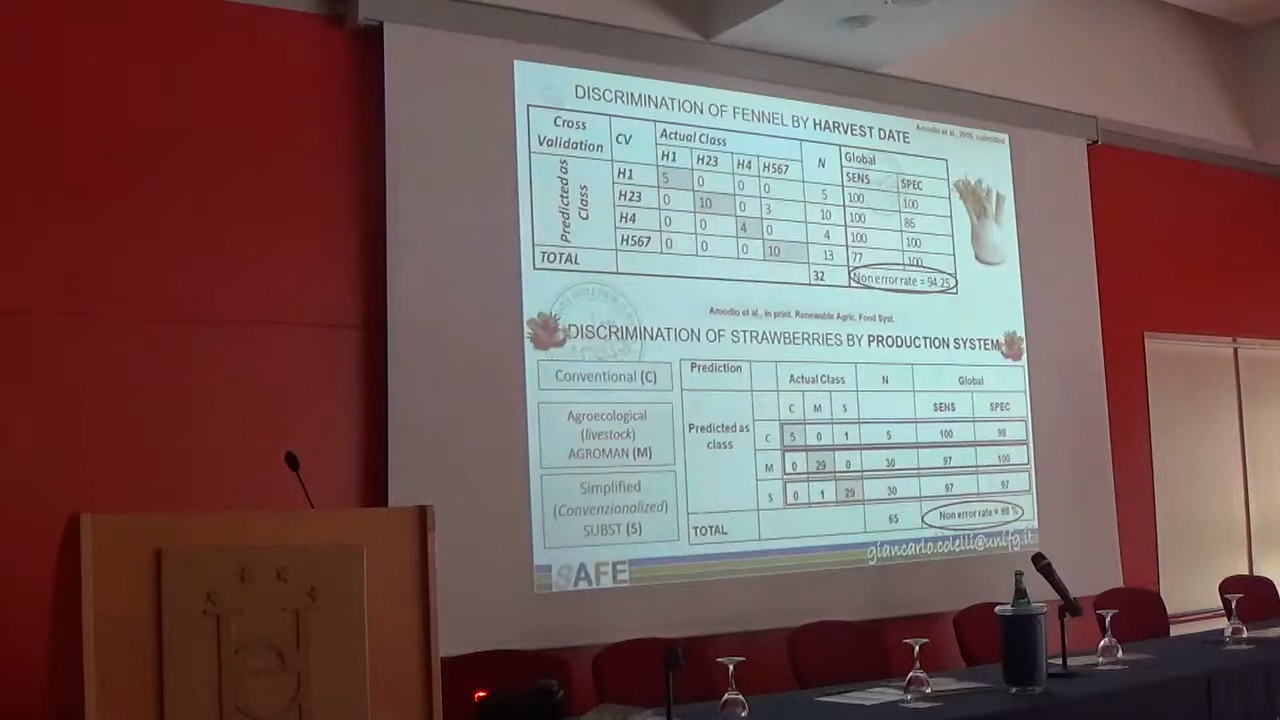 DISCRIMINATION OF FENNEL BY HARVEST DATE
Amodio et al., 2016, submitted
Cross Validation CV Actual Class N Global
H1 H23 H4 H567 SENS SPEC
Predicted as Class
H1 5 0 0 0 5 100 100
H23 0 10 0 3 10 100 86
H4 0 0 4 0 4 100 100
H567 0 0 0 10 13 77 100
TOTAL 32 Non error rate = 94.25
Amodio et al., in print. Renewable Agric. Food Syst.
DISCRIMINATION OF STRAWBERRIES BY PRODUCTION SYSTEM
Conventional (C)
Agroecological
(livestock)
AGROMAN (M)
Simplified
(Convenzionalized)
SUBST (S)
Prediction Actual Class N Global
C M S SENS SPEC
Predicted as class
C 5 0 1 5 100 98
M 0 29 0 30 97 100
S 0 1 29 30 97 97
TOTAL 65 Non error rate = 98 %
giancarlo.colelli@unifg.it
SAFE